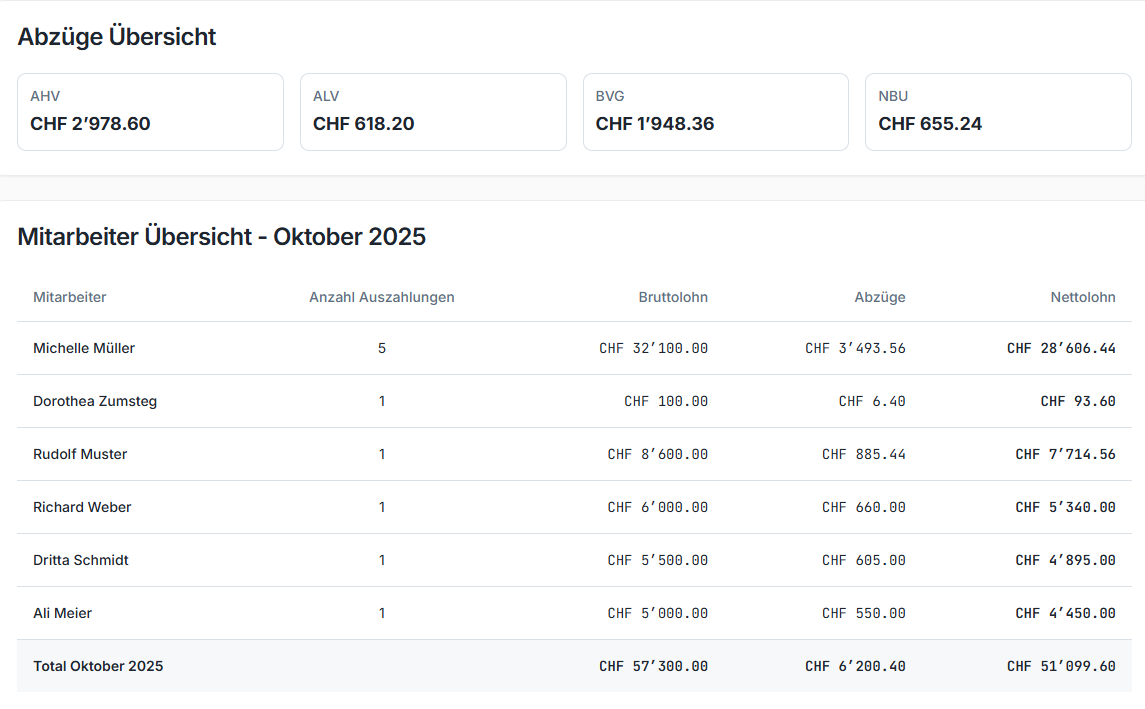 Abzüge Übersicht
AHV ALV BVG NBU
CHF 2’978.60 CHF 618.20 CHF 1’948.36 CHF 655.24
Mitarbeiter Übersicht - Oktober 2025
Mitarbeiter Anzahl Auszahlungen Bruttolohn Abzüge Nettolohn
Michelle Müller 5 CHF 32’100.00 CHF 3’493.56 CHF 28’606.44
Dorothea Zumsteg 1 CHF 100.00 CHF 6.40 CHF 93.60
Rudolf Muster 1 CHF 8’600.00 CHF 885.44 CHF 7’714.56
Richard Weber 1 CHF 6’000.00 CHF 660.00 CHF 5’340.00
Dritta Schmidt 1 CHF 5’500.00 CHF 605.00 CHF 4’895.00
Ali Meier 1 CHF 5’000.00 CHF 550.00 CHF 4’450.00
Total Oktober 2025 CHF 57’300.00 CHF 6’200.40 CHF 51’099.60